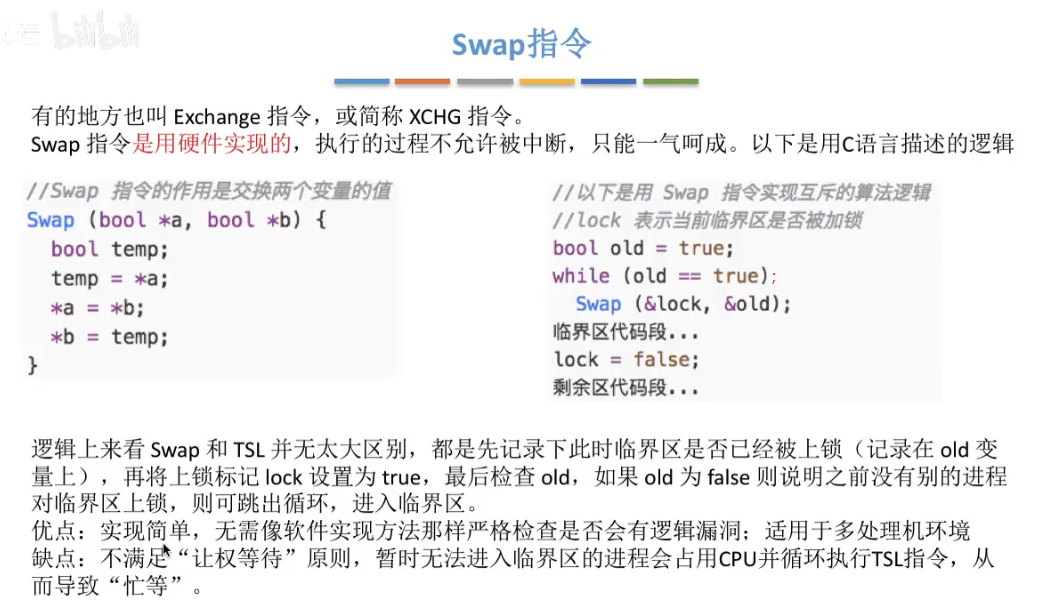 bilibili
Swap指令
有的地方也叫 Exchange 指令，或简称 XCHG 指令。
Swap 指令是用硬件实现的，执行的过程不允许被中断，只能一气呵成。以下是用C语言描述的逻辑
//Swap 指令的作用是交换两个变量的值
Swap (bool *a, bool *b) {
bool temp;
temp = *a;
*a = *b;
*b = temp;
}
//以下是用 Swap 指令实现互斥的算法逻辑
//lock 表示当前临界区是否被加锁
bool old = true;
while (old == true);
Swap (&lock, &old);
临界区代码段...
lock = false;
剩余区代码段...
逻辑上来看 Swap 和 TSL 并无太大区别，都是先记录下此时临界区是否已经被上锁（记录在 old 变
量上），再将上锁标记 lock 设置为 true，最后检查 old，如果 old 为 false 则说明之前没有别的进程
对临界区上锁，则可跳出循环，进入临界区。
优点：实现简单，无需像软件实现方法那样严格检查是否会有逻辑漏洞；适用于多处理机环境
缺点：不满足“让权等待”原则，暂时无法进入临界区的进程会占用CPU并循环执行TSL指令，从
而导致“忙等”。